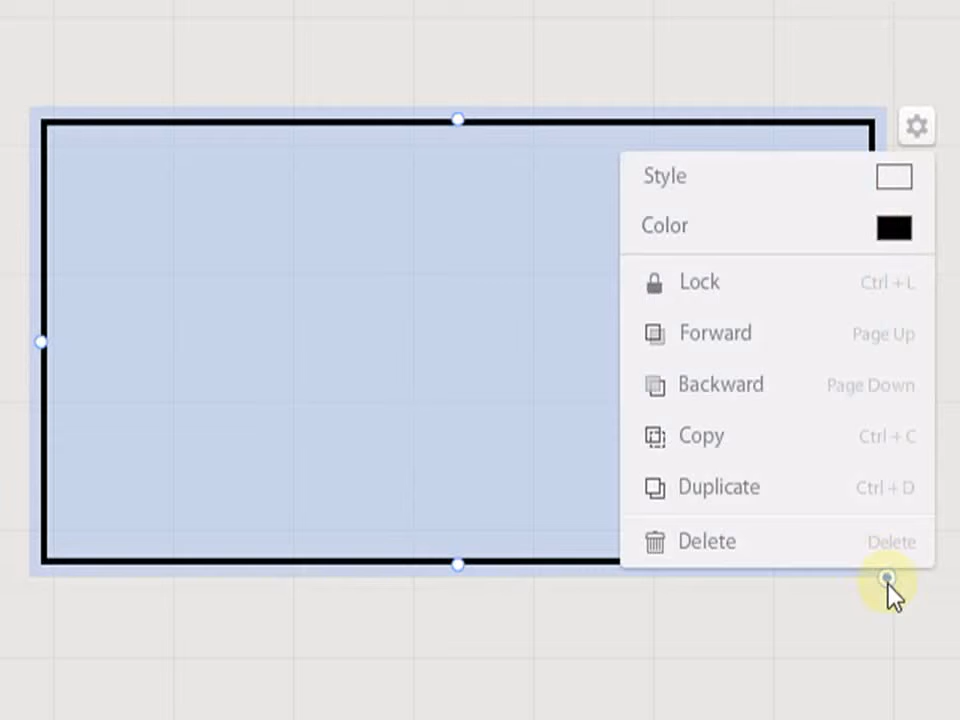 Style
Color
Lock Ctrl + L
Forward Page Up
Backward Page Down
Copy Ctrl + C
Duplicate Ctrl + D
Delete Delete